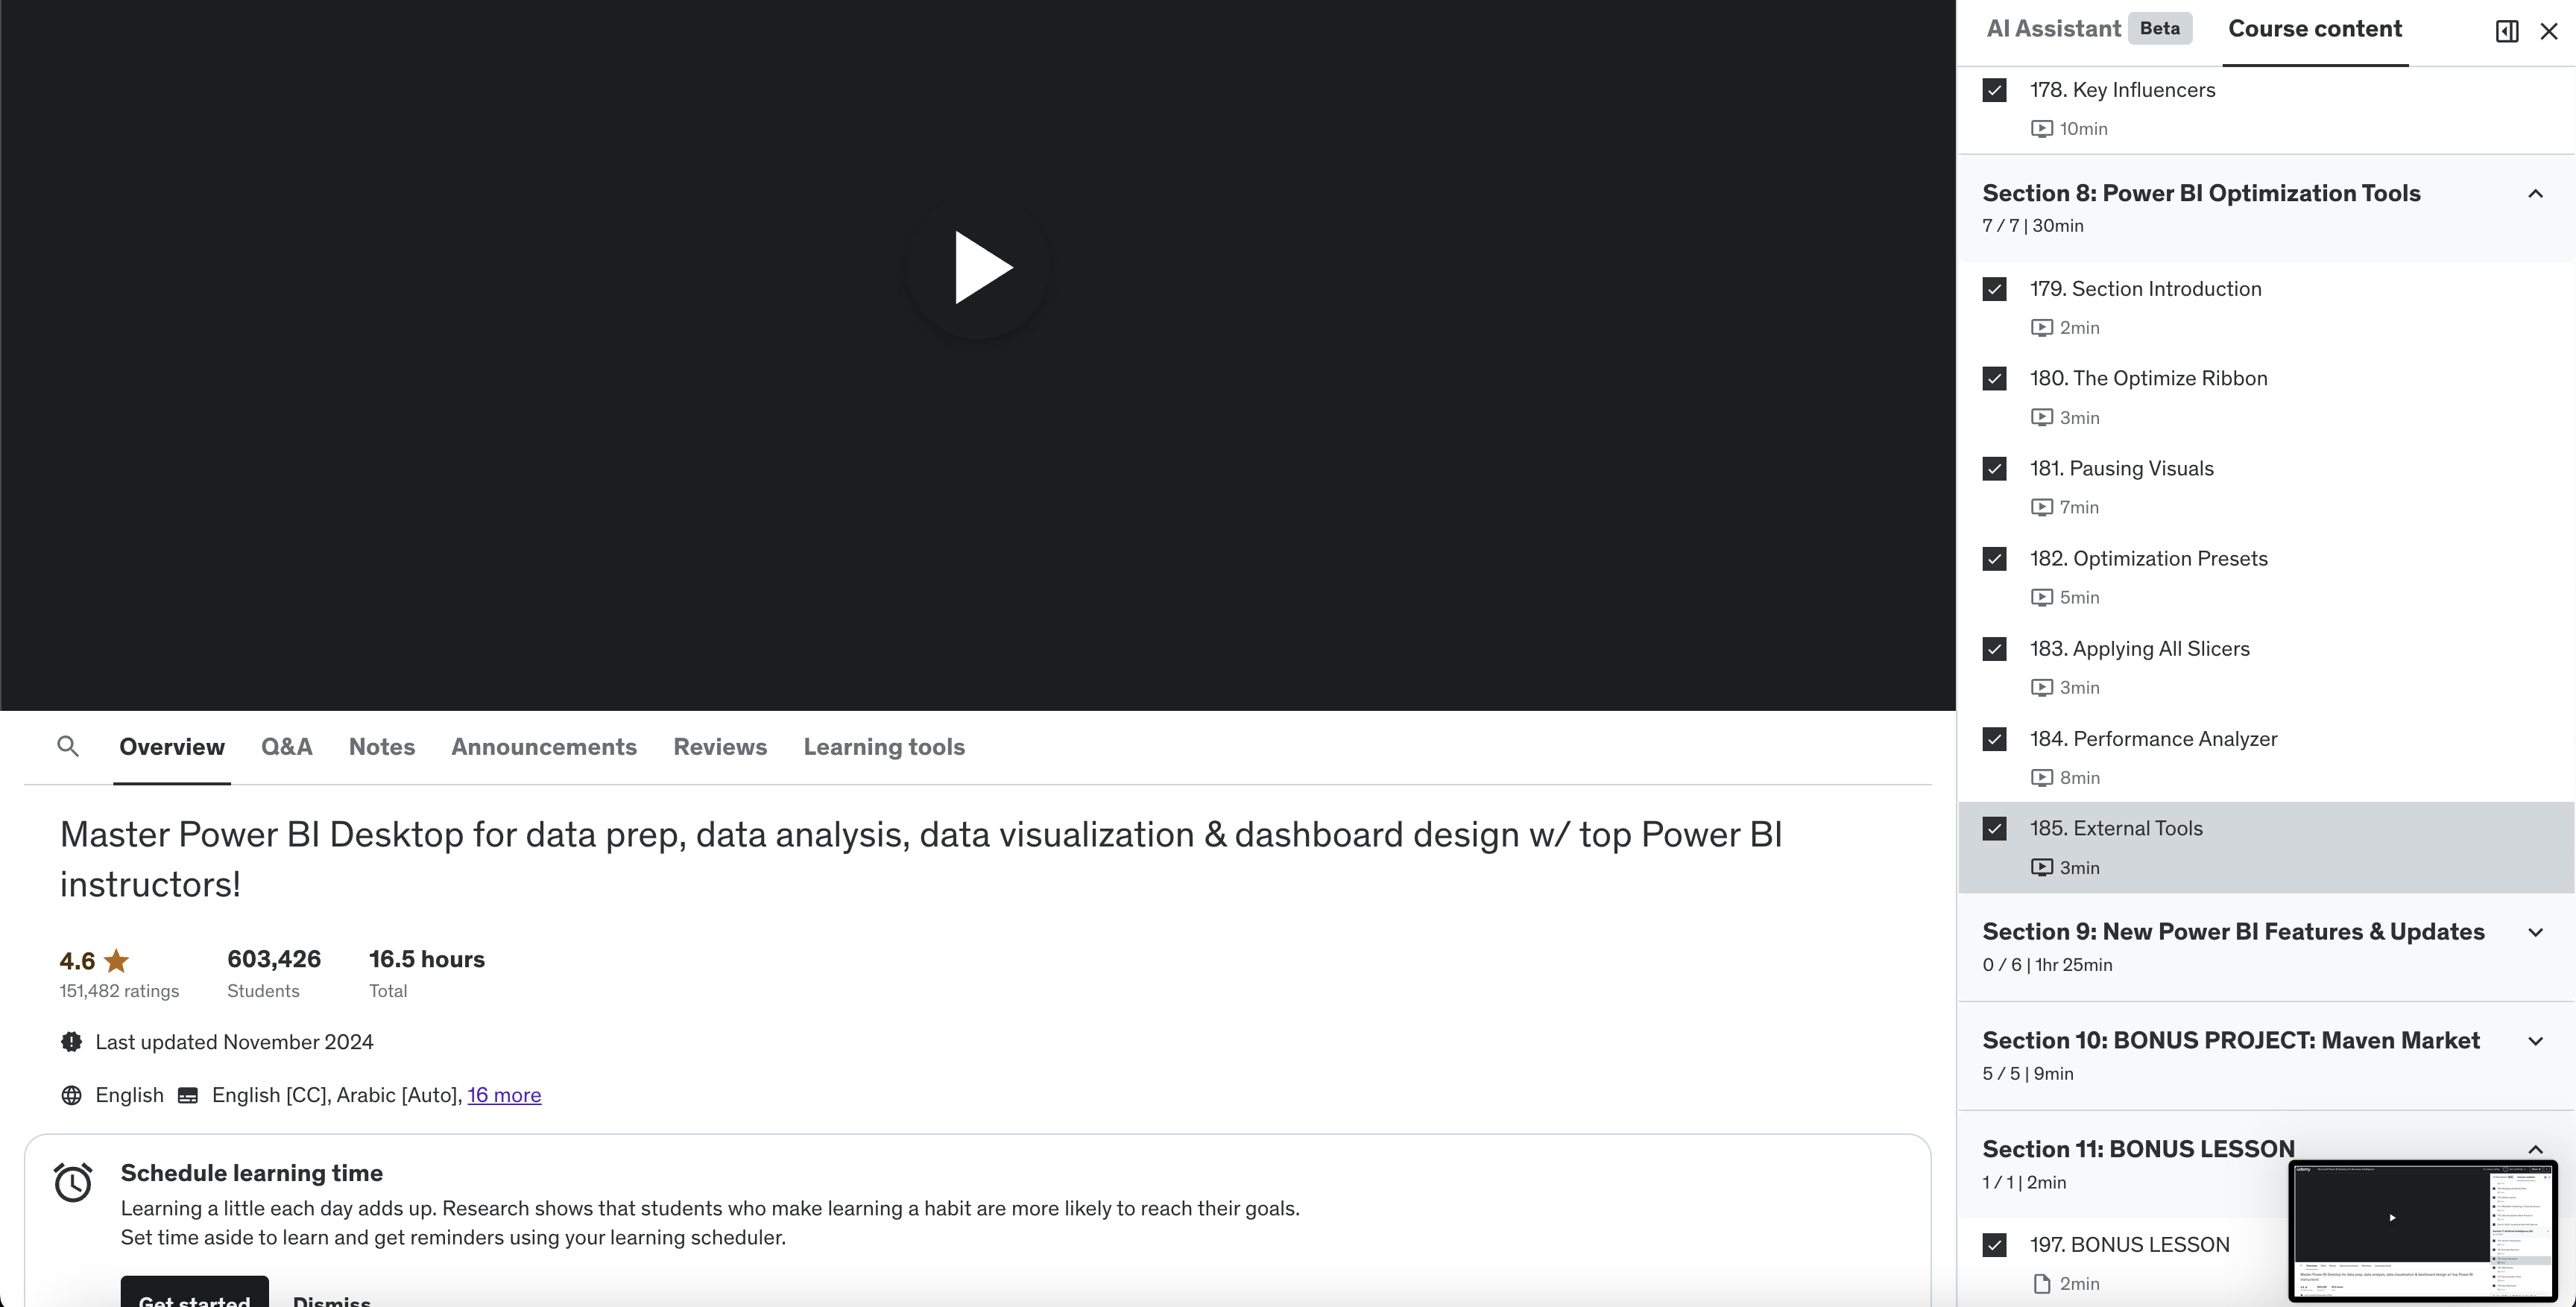 AI Assistant Beta Course content
178. Key Influencers
10min
Section 8: Power BI Optimization Tools
7 / 7 | 30min
179. Section Introduction
2min
180. The Optimize Ribbon
3min
181. Pausing Visuals
7min
182. Optimization Presets
5min
183. Applying All Slicers
3min
184. Performance Analyzer
8min
185. External Tools
3min
Section 9: New Power BI Features & Updates
0 / 6 | 1hr 25min
Section 10: BONUS PROJECT: Maven Market
5 / 5 | 9min
Section 11: BONUS LESSON
1 / 1 | 2min
197. BONUS LESSON
2min
Overview Q&A Notes Announcements Reviews Learning tools
Master Power BI Desktop for data prep, data analysis, data visualization & dashboard design w/ top Power BI
instructors!
4.6 603,426 16.5 hours
151,482 ratings Students Total
Last updated November 2024
English English [CC], Arabic [Auto], 16 more
Schedule learning time
Learning a little each day adds up. Research shows that students who make learning a habit are more likely to reach their goals.
Set time aside to learn and get reminders using your learning scheduler.
Get started Dismiss